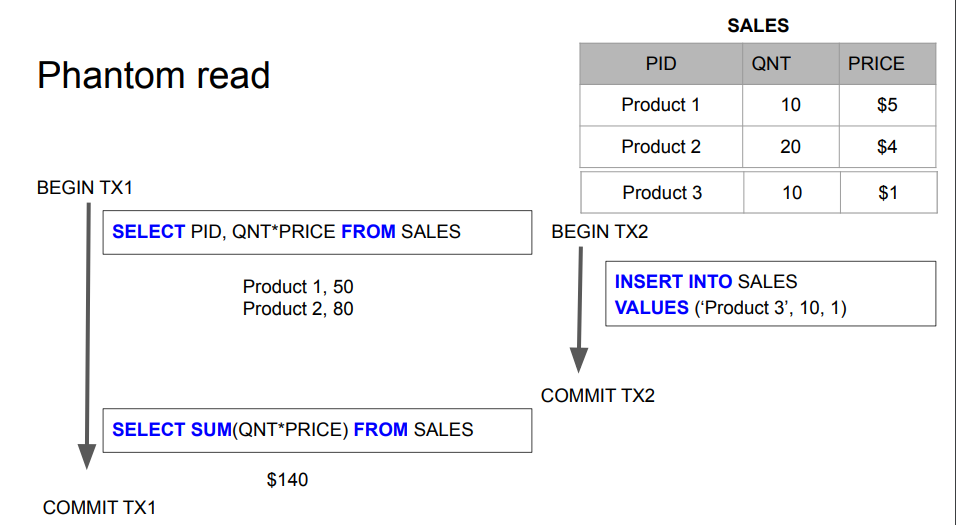 Phantom read
SALES
PID QNT PRICE
Product 1 10 $5
Product 2 20 $4
Product 3 10 $1
BEGIN TX1
SELECT PID, QNT*PRICE FROM SALES
Product 1, 50
Product 2, 80
BEGIN TX2
INSERT INTO SALES
VALUES (‘Product 3’, 10, 1)
COMMIT TX2
SELECT SUM(QNT*PRICE) FROM SALES
$140
COMMIT TX1